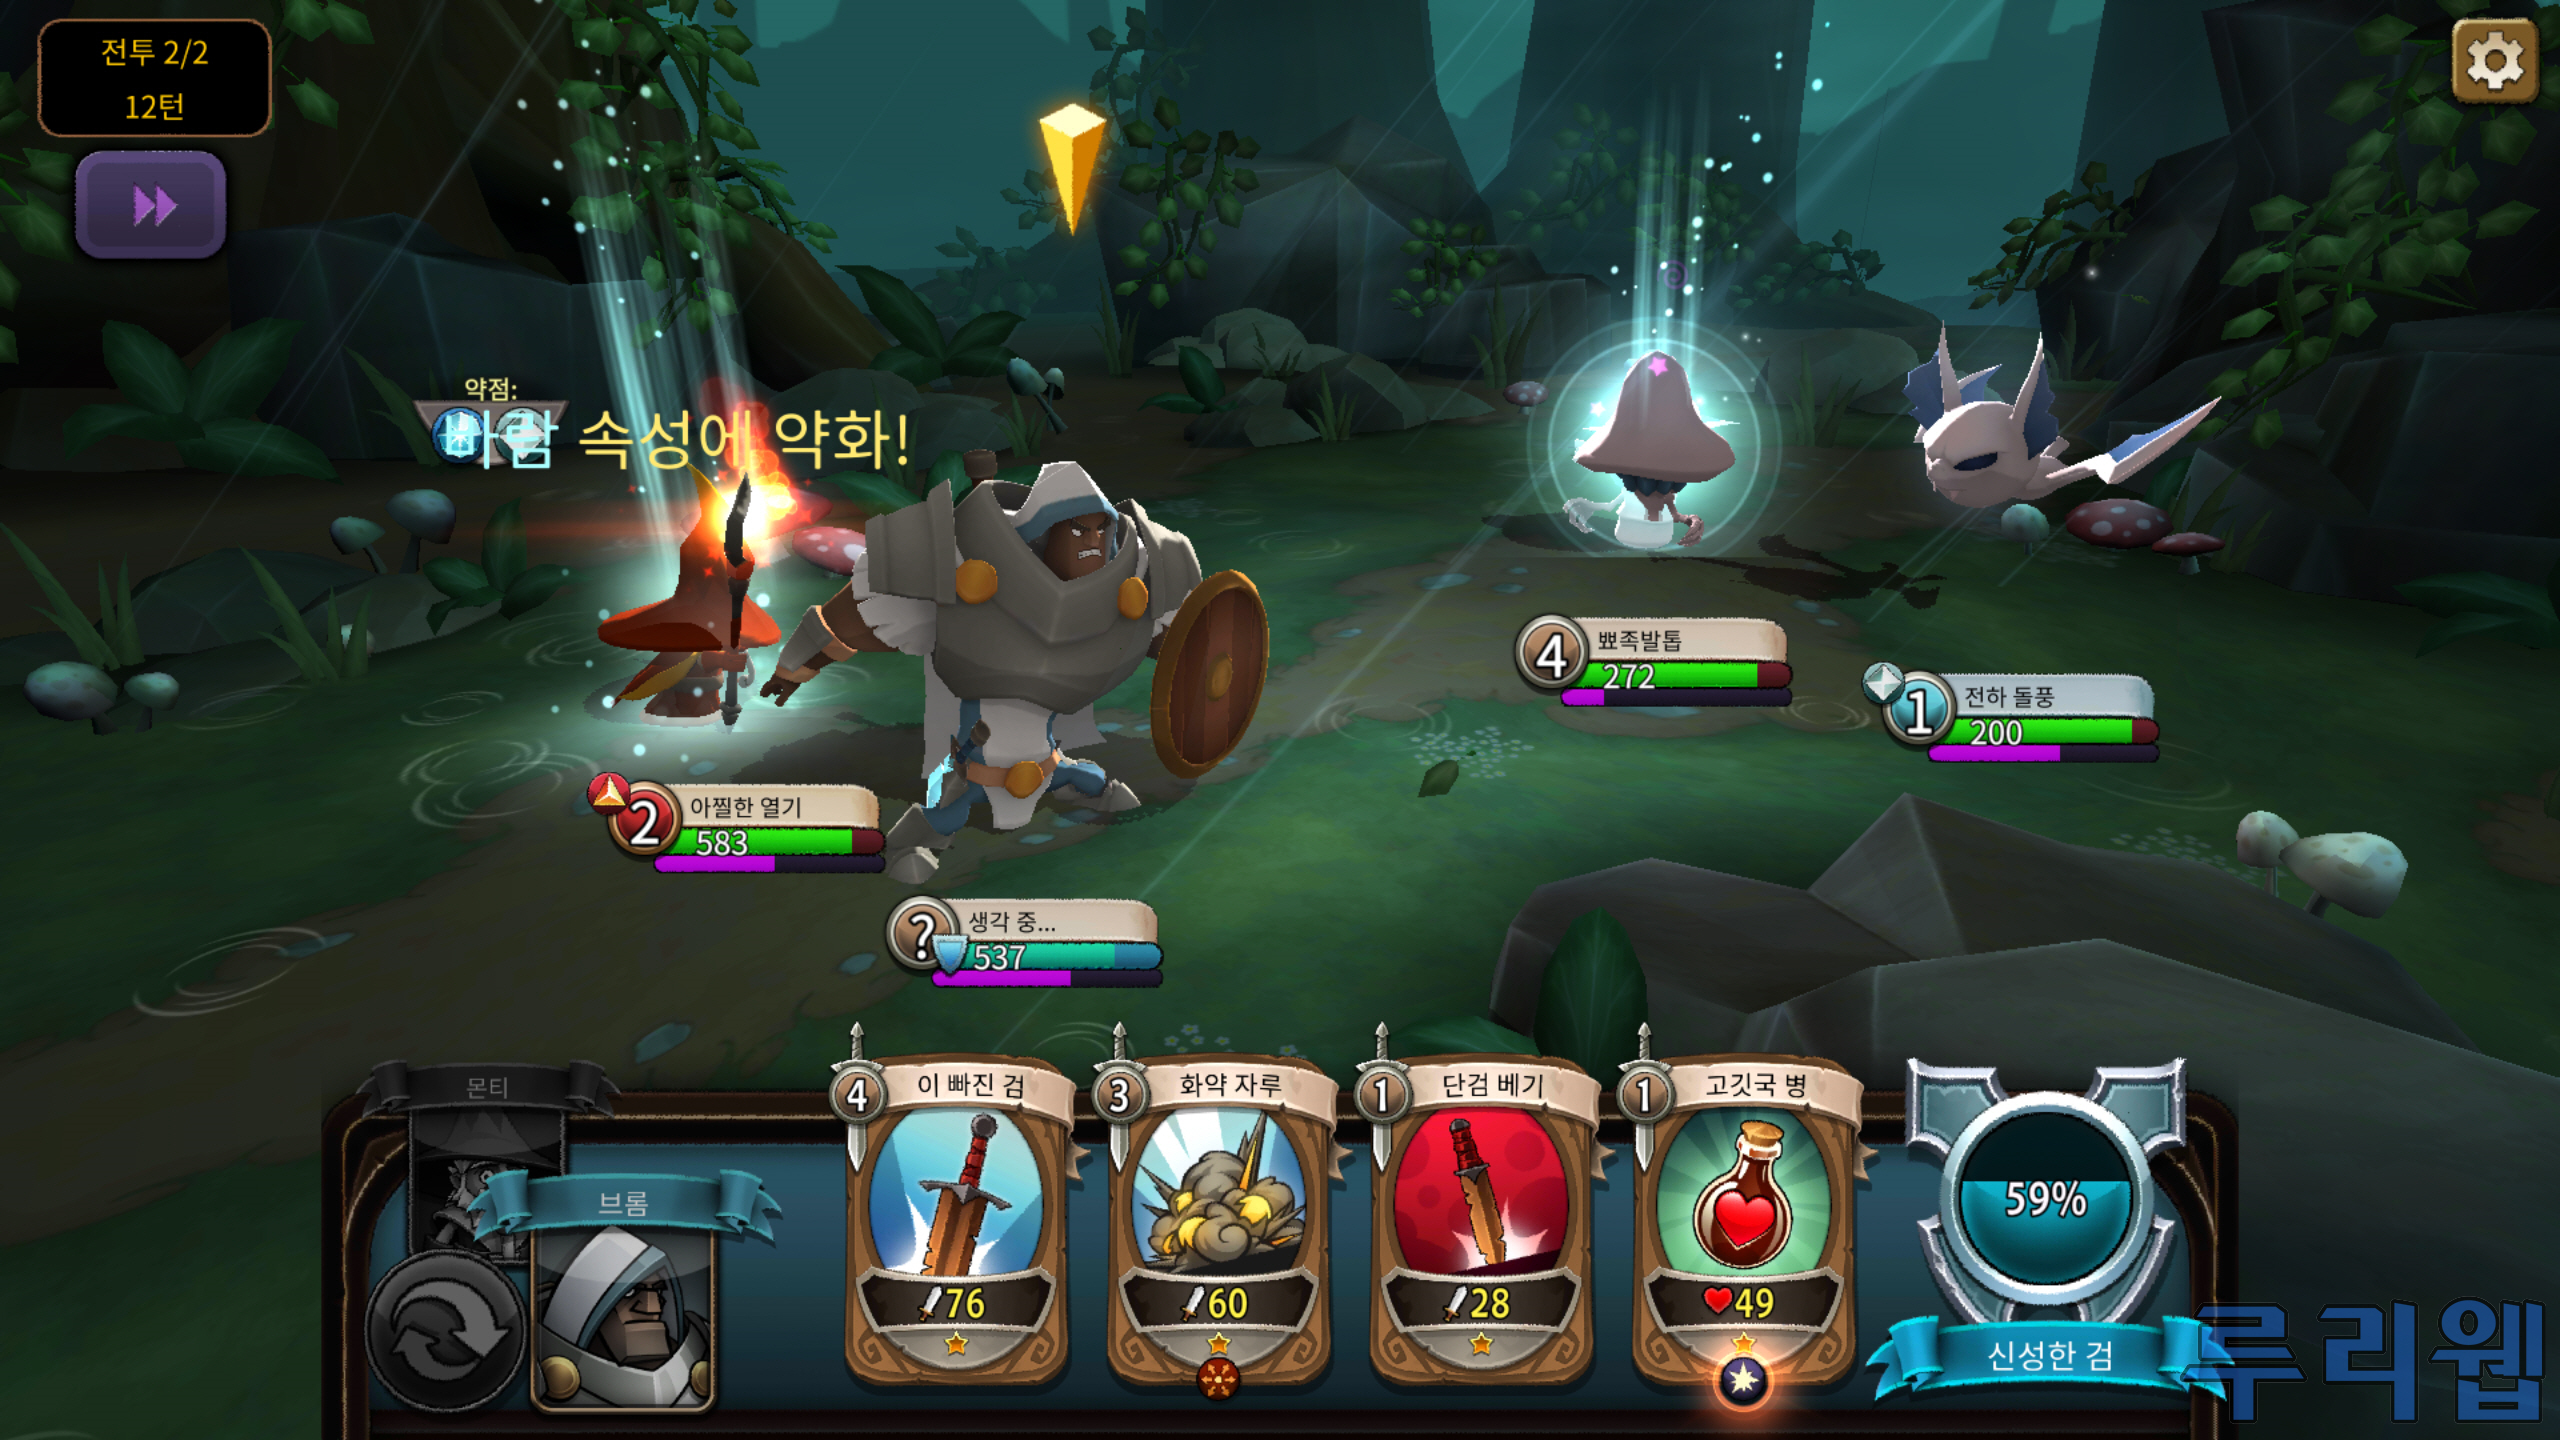 전투 2/2
12턴
약점:
바람 속성에 약화!
4 뾰족발톱
272
1 전하 돌풍
200
2 아찔한 열기
583
? 생각 중...
537
몬티
브롬
4 이 빠진 검
76
3 화약 자루
60
1 단검 베기
28
1 고깃국 병
49
59%
신성한 검
루리웹